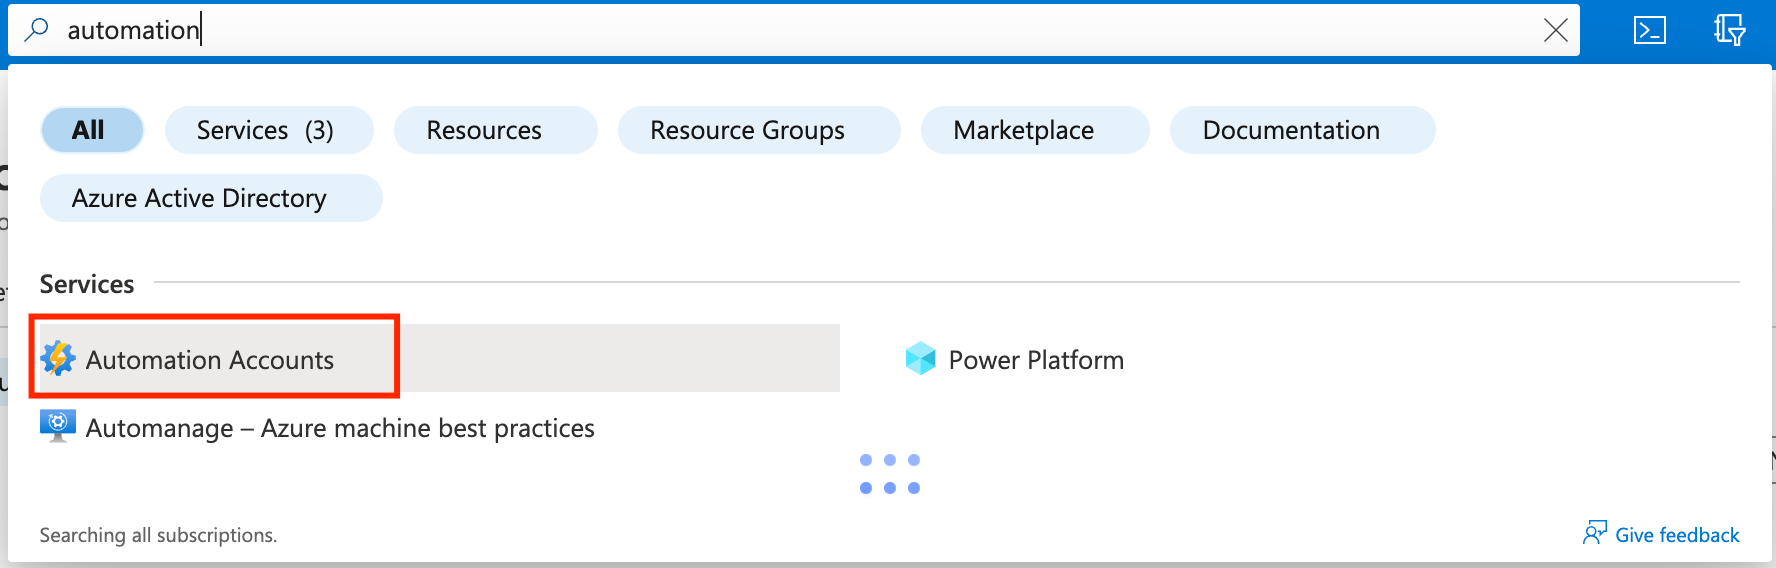 automation
All Services (3) Resources Resource Groups Marketplace Documentation
Azure Active Directory
Services
Automation Accounts Power Platform
Automanage – Azure machine best practices
Searching all subscriptions. Give feedback